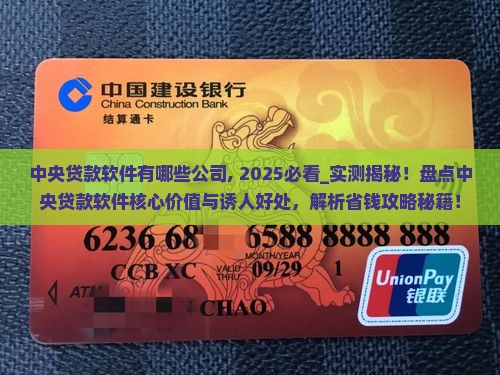 中国建设银行
China Construction Bank
结算通卡
中央贷款软件有哪些公司, 2025必看_实测揭秘！盘点中
央贷款软件核心价值与诱人好处，解析省钱攻略秘籍！
6236 68 6588 8888 888
MONTH/YEAR
CCB XC VALID THRU 09/29 1
ATM
CHAO
UnionPay
银联